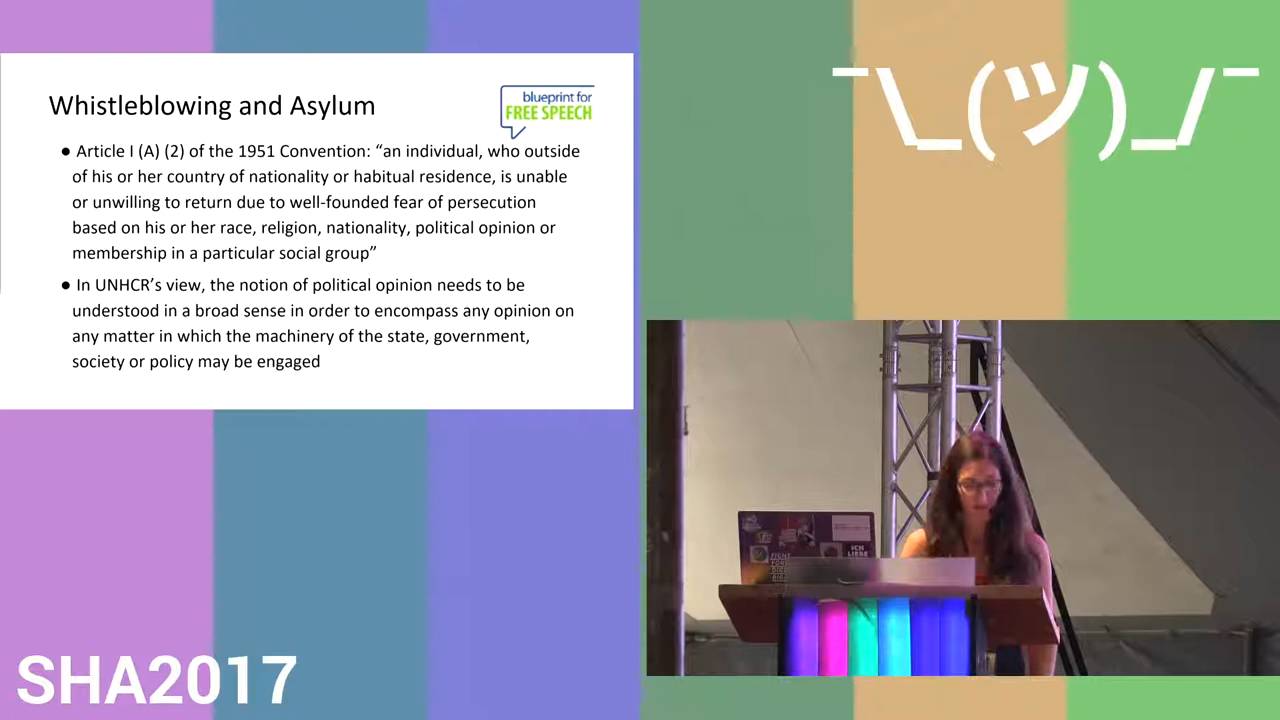 Whistleblowing and Asylum
blueprint for
FREE SPEECH
● Article I (A) (2) of the 1951 Convention: “an individual, who outside
of his or her country of nationality or habitual residence, is unable
or unwilling to return due to well-founded fear of persecution
based on his or her race, religion, nationality, political opinion or
membership in a particular social group”
● In UNHCR’s view, the notion of political opinion needs to be
understood in a broad sense in order to encompass any opinion on
any matter in which the machinery of the state, government,
society or policy may be engaged
¯\_(ツ)_/¯
ICH
LIEBE
FIGHT
FOR
SHA2017